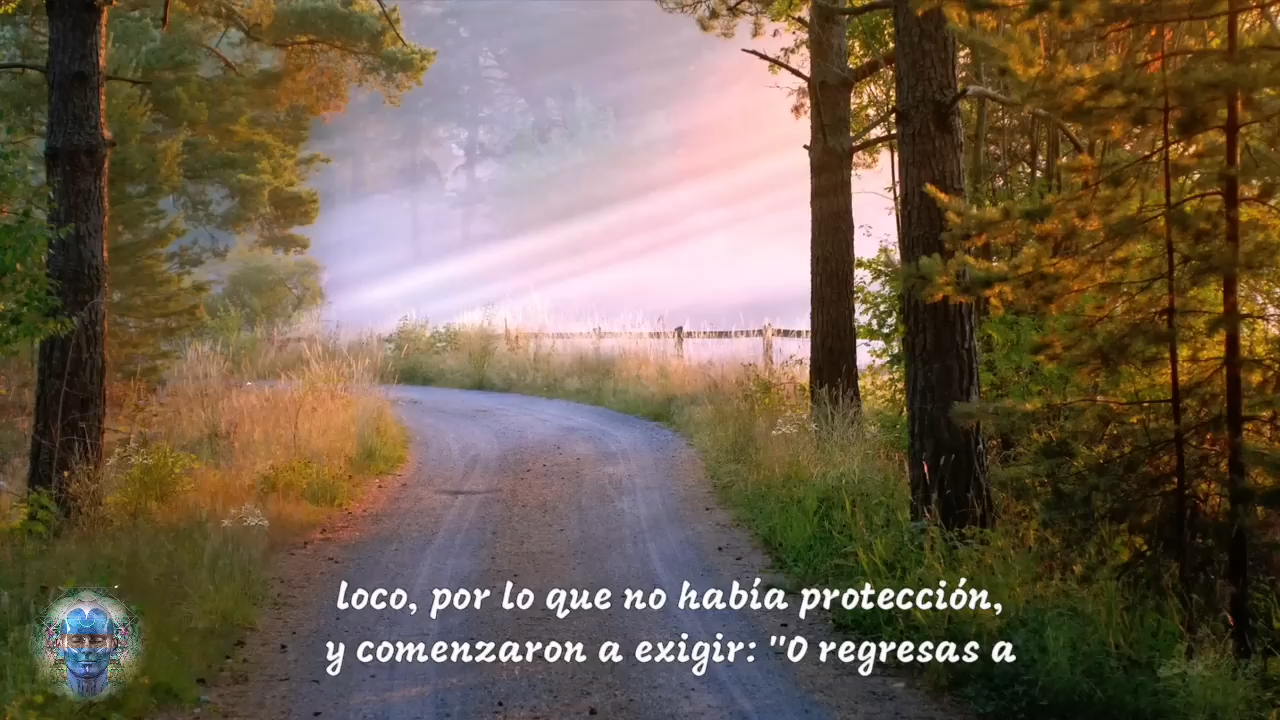 loco, por lo que no había protección,
y comenzaron a exigir: "O regresas a